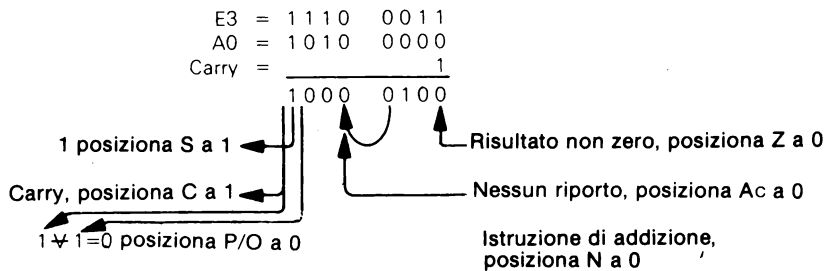 E3 = 1110 0011
A0 = 1010 0000
Carry = 1
1000 0100
1 posiziona S a 1
Risultato non zero, posiziona Z a 0
Carry, posiziona C a 1
Nessun riporto, posiziona Ac a 0
1 ⊻ 1=0 posiziona P/O a 0
Istruzione di addizione,
posiziona N a 0